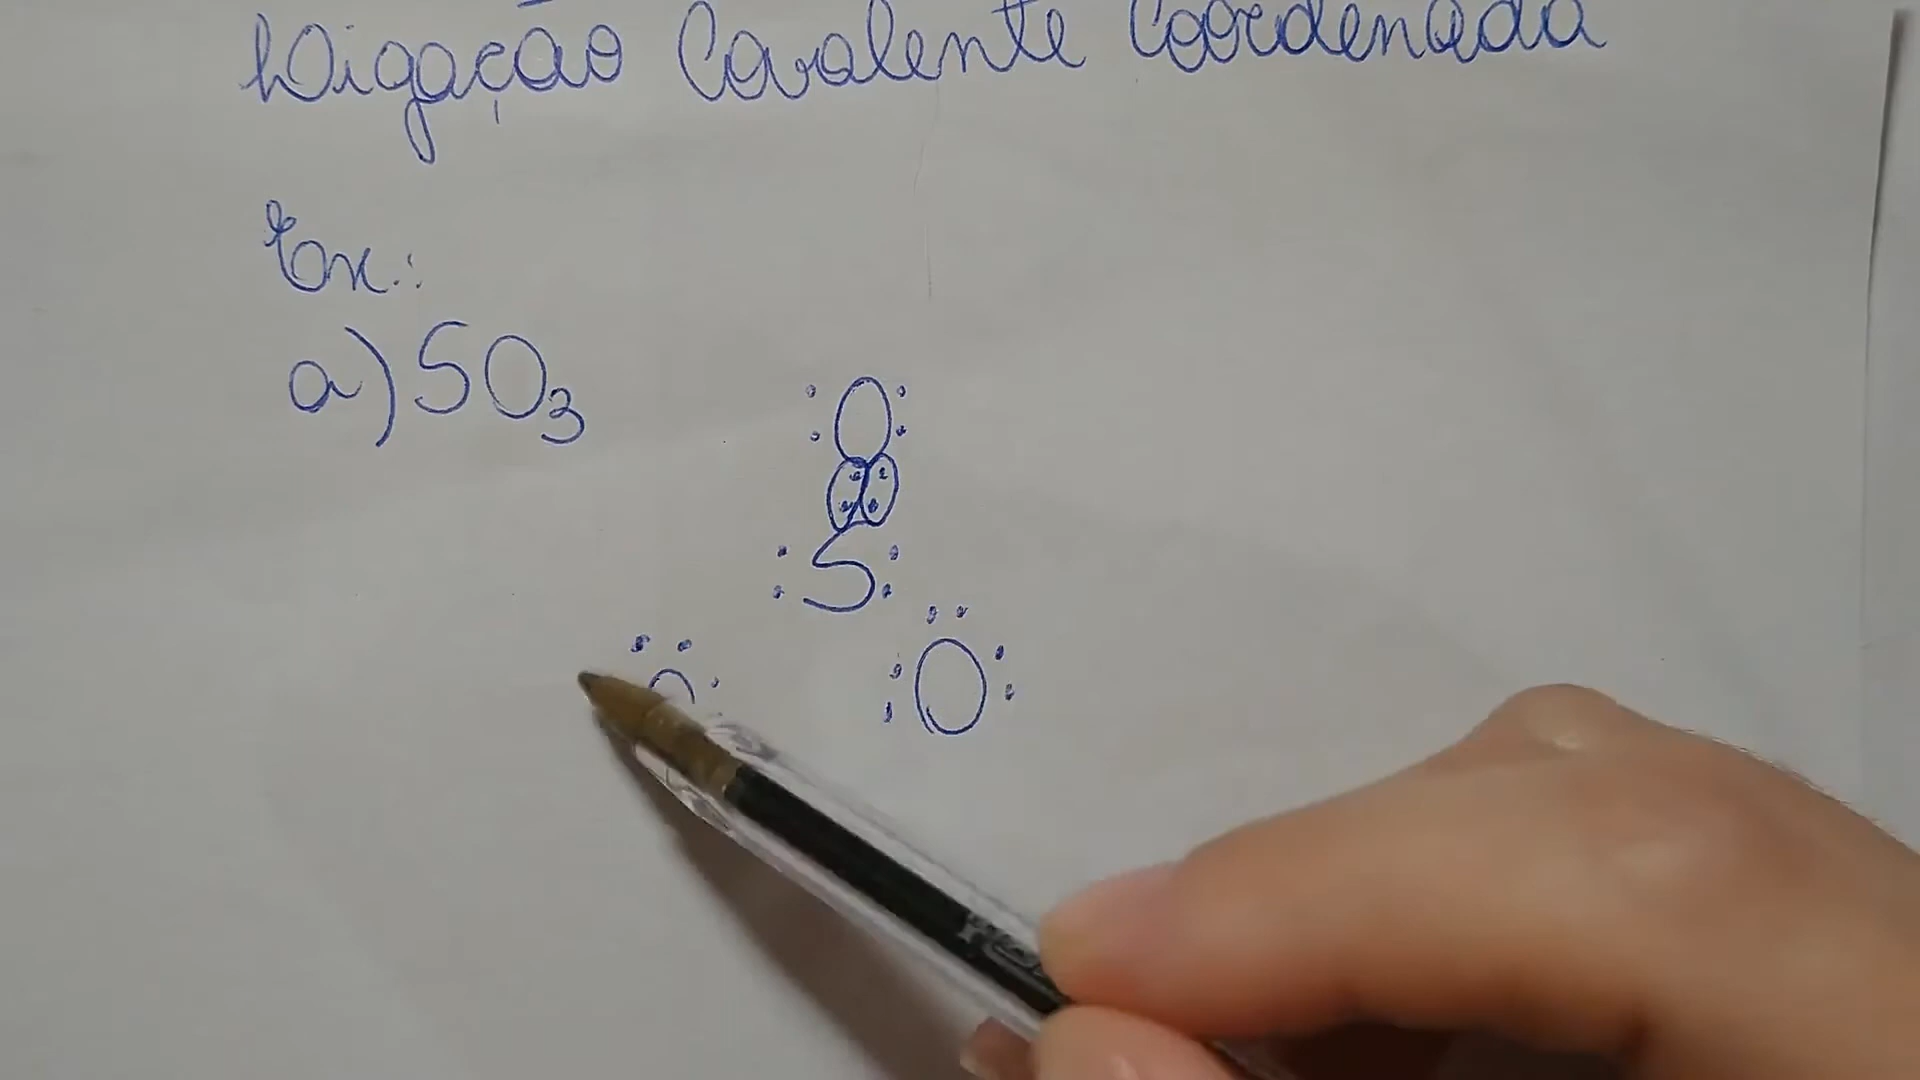 Ligação Covalente Coordenada
Ex.:
a) SO₃
O
S
O O